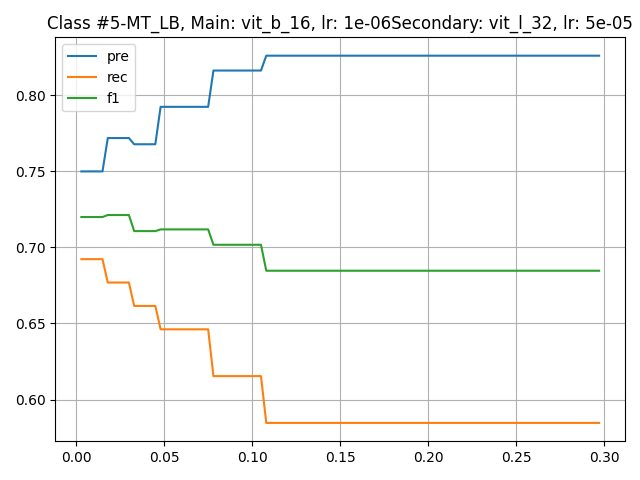 Class #5-MT_LB, Main: vit_b_16, lr: 1e-06Secondary: vit_l_32, lr: 5e-05
pre
rec
f1
0.80
0.75
0.70
0.65
0.60
0.00 0.05 0.10 0.15 0.20 0.25 0.30